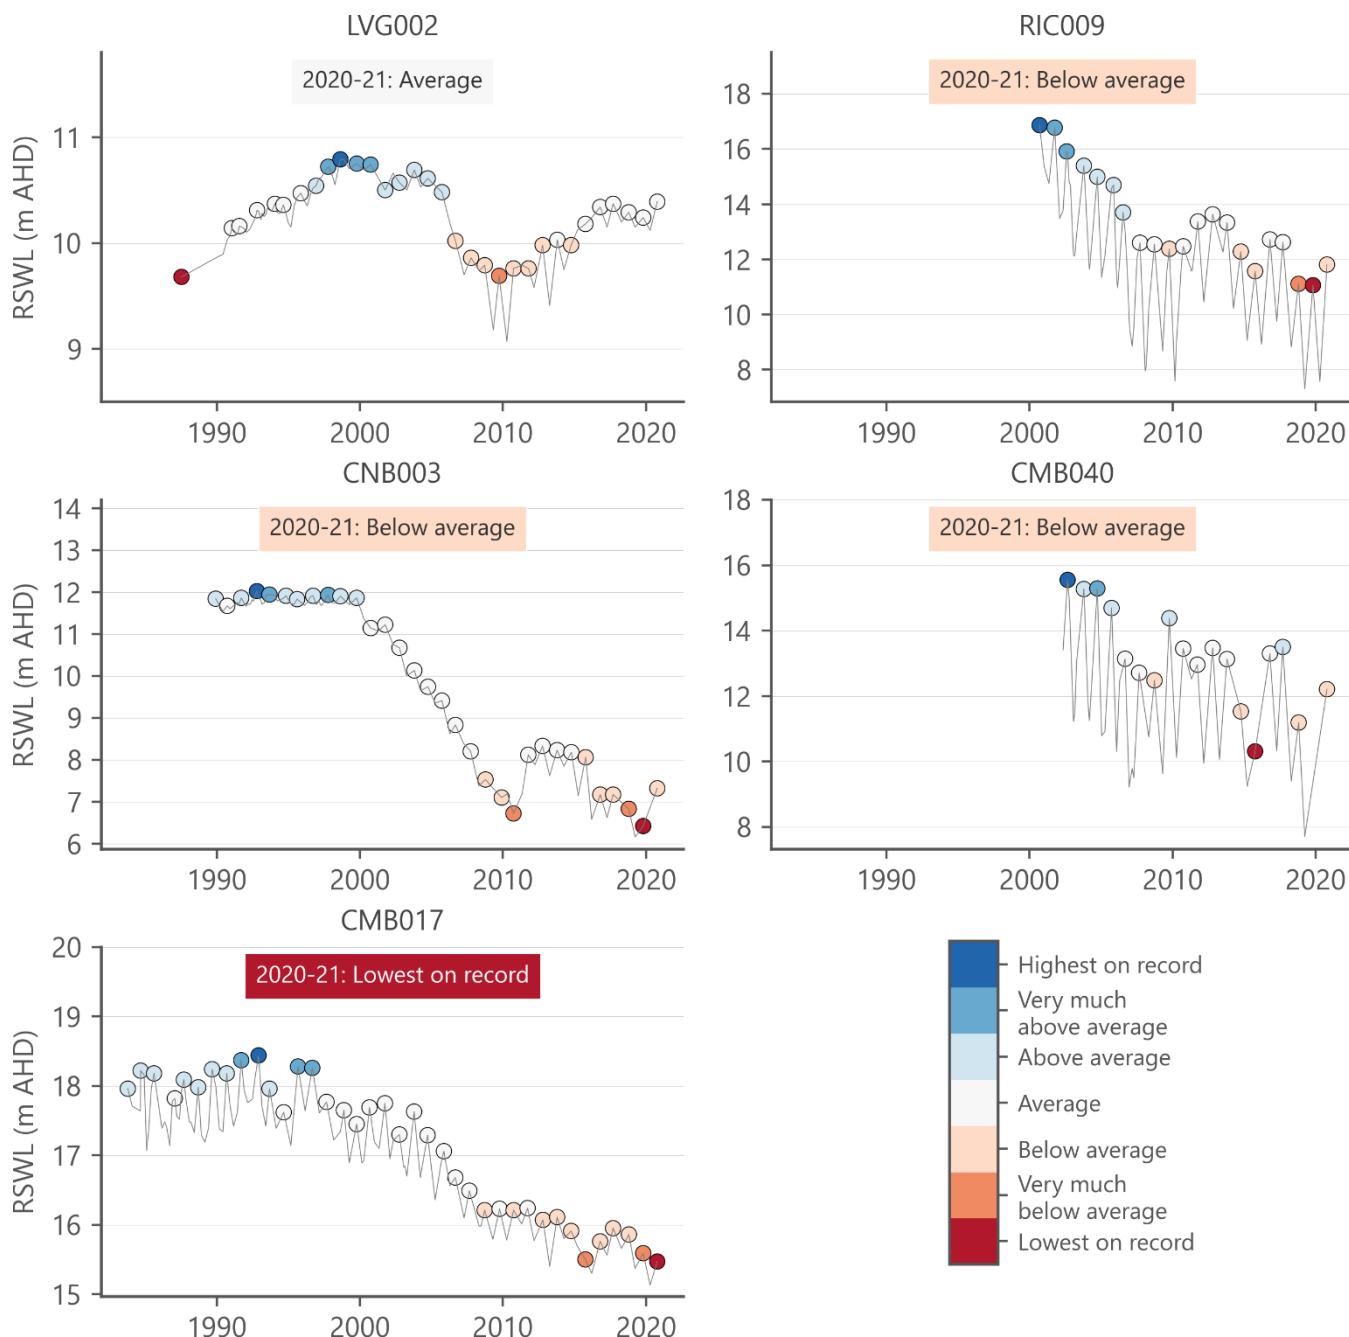 LVG002
2020-21: Average
RSWL (m AHD)
11
10
9
1990
2000
2010
2020
RIC009
2020-21: Below average
18
16
14
12
10
8
1990
2000
2010
2020
CNB003
2020-21: Below average
RSWL (m AHD)
14
13
12
11
10
9
8
7
6
1990
2000
2010
2020
CMB040
2020-21: Below average
18
16
14
12
10
8
1990
2000
2010
2020
CMB017
2020-21: Lowest on record
RSWL (m AHD)
20
19
18
17
16
15
1990
2000
2010
2020
Highest on record
Very much
above average
Above average
Average
Below average
Very much
below average
Lowest on record